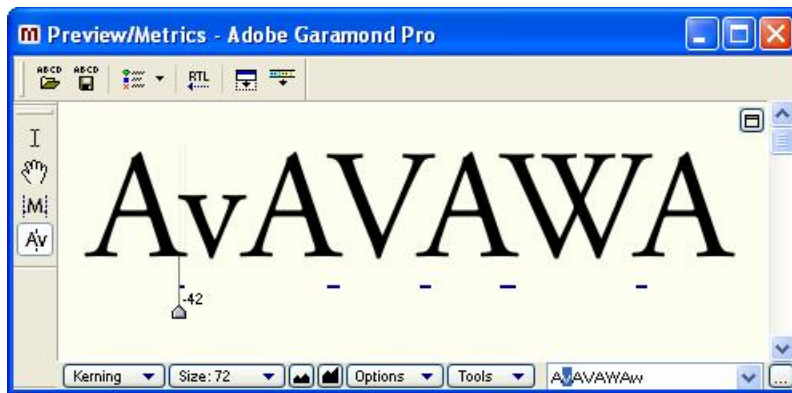 Preview/Metrics - Adobe Garamond Pro
ABCD ABCD RTL
AvAVAWA
-42
Kerning Size: 72 Options Tools AvAVAWAw ...